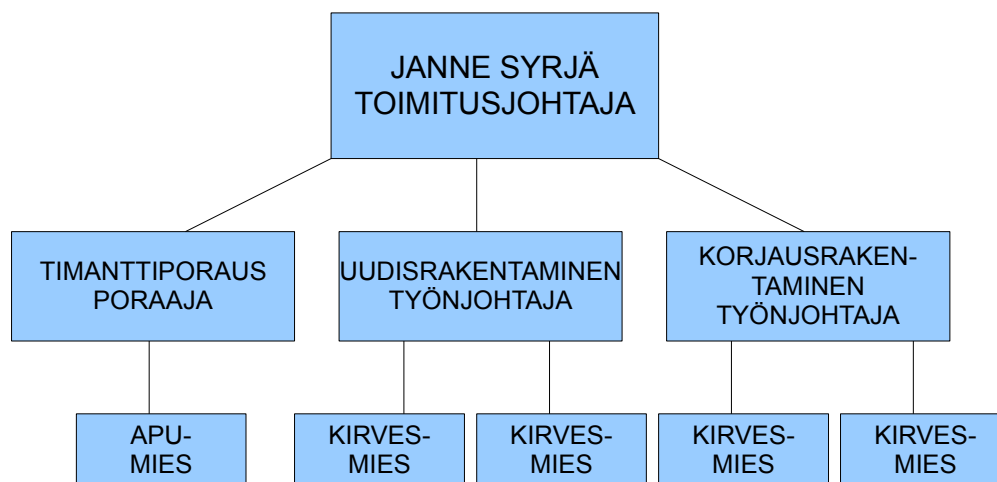 JANNE SYRJÄ
TOIMITUSJOHTAJA
TIMANTTIPORAUS
PORAAJA
UUDISRAKENTAMINEN
TYÖNJOHTAJA
KORJAUSRAKEN-
TAMINEN
TYÖNJOHTAJA
APU-
MIES
KIRVES-
MIES
KIRVES-
MIES
KIRVES-
MIES
KIRVES-
MIES